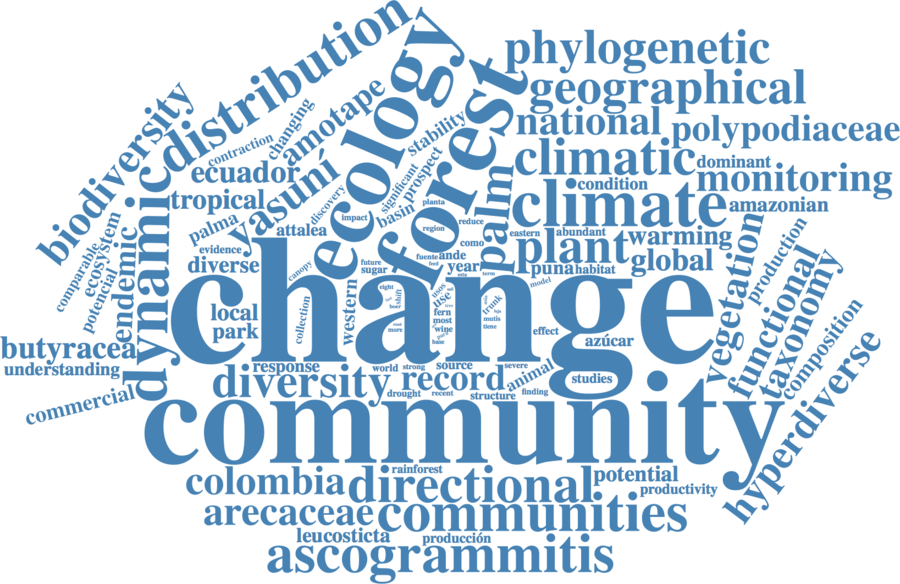 distribution
phylogenetic
geographical
ecology
forest
biodiversity
contraction
changing
amotape
stability
national
polypodiaceae
ecuador
yasuní
discovery
significant
prospect
climatic
dominant
condition
monitoring
tropical
dynamic
palma
attalea
impact
basin
planta
region
reduce
palm
climate
amazonian
endemic
ecosystem
comparable
potencial
evidence
diverse
canopy
future
sugar
fuente
ande
como
year
term
eastern
abundant
plant
warming
puna
habitat
global
model
vegetation
production
functional
taxonomy
composition
hyperdiverse
change
local
park
collection
western
eight
shift
use
fern
most
wine
trunk
mutis
tiene
more
effect
azúcar
butyracea
understanding
commercial
response
world
strong
source
severe
diversity
record
animal
studies
drought
recent
structure
finding
community
colombia
rainforest
directional
potential
productivity
arecaceae
communities
leucosticta
producción
ascogrammitis